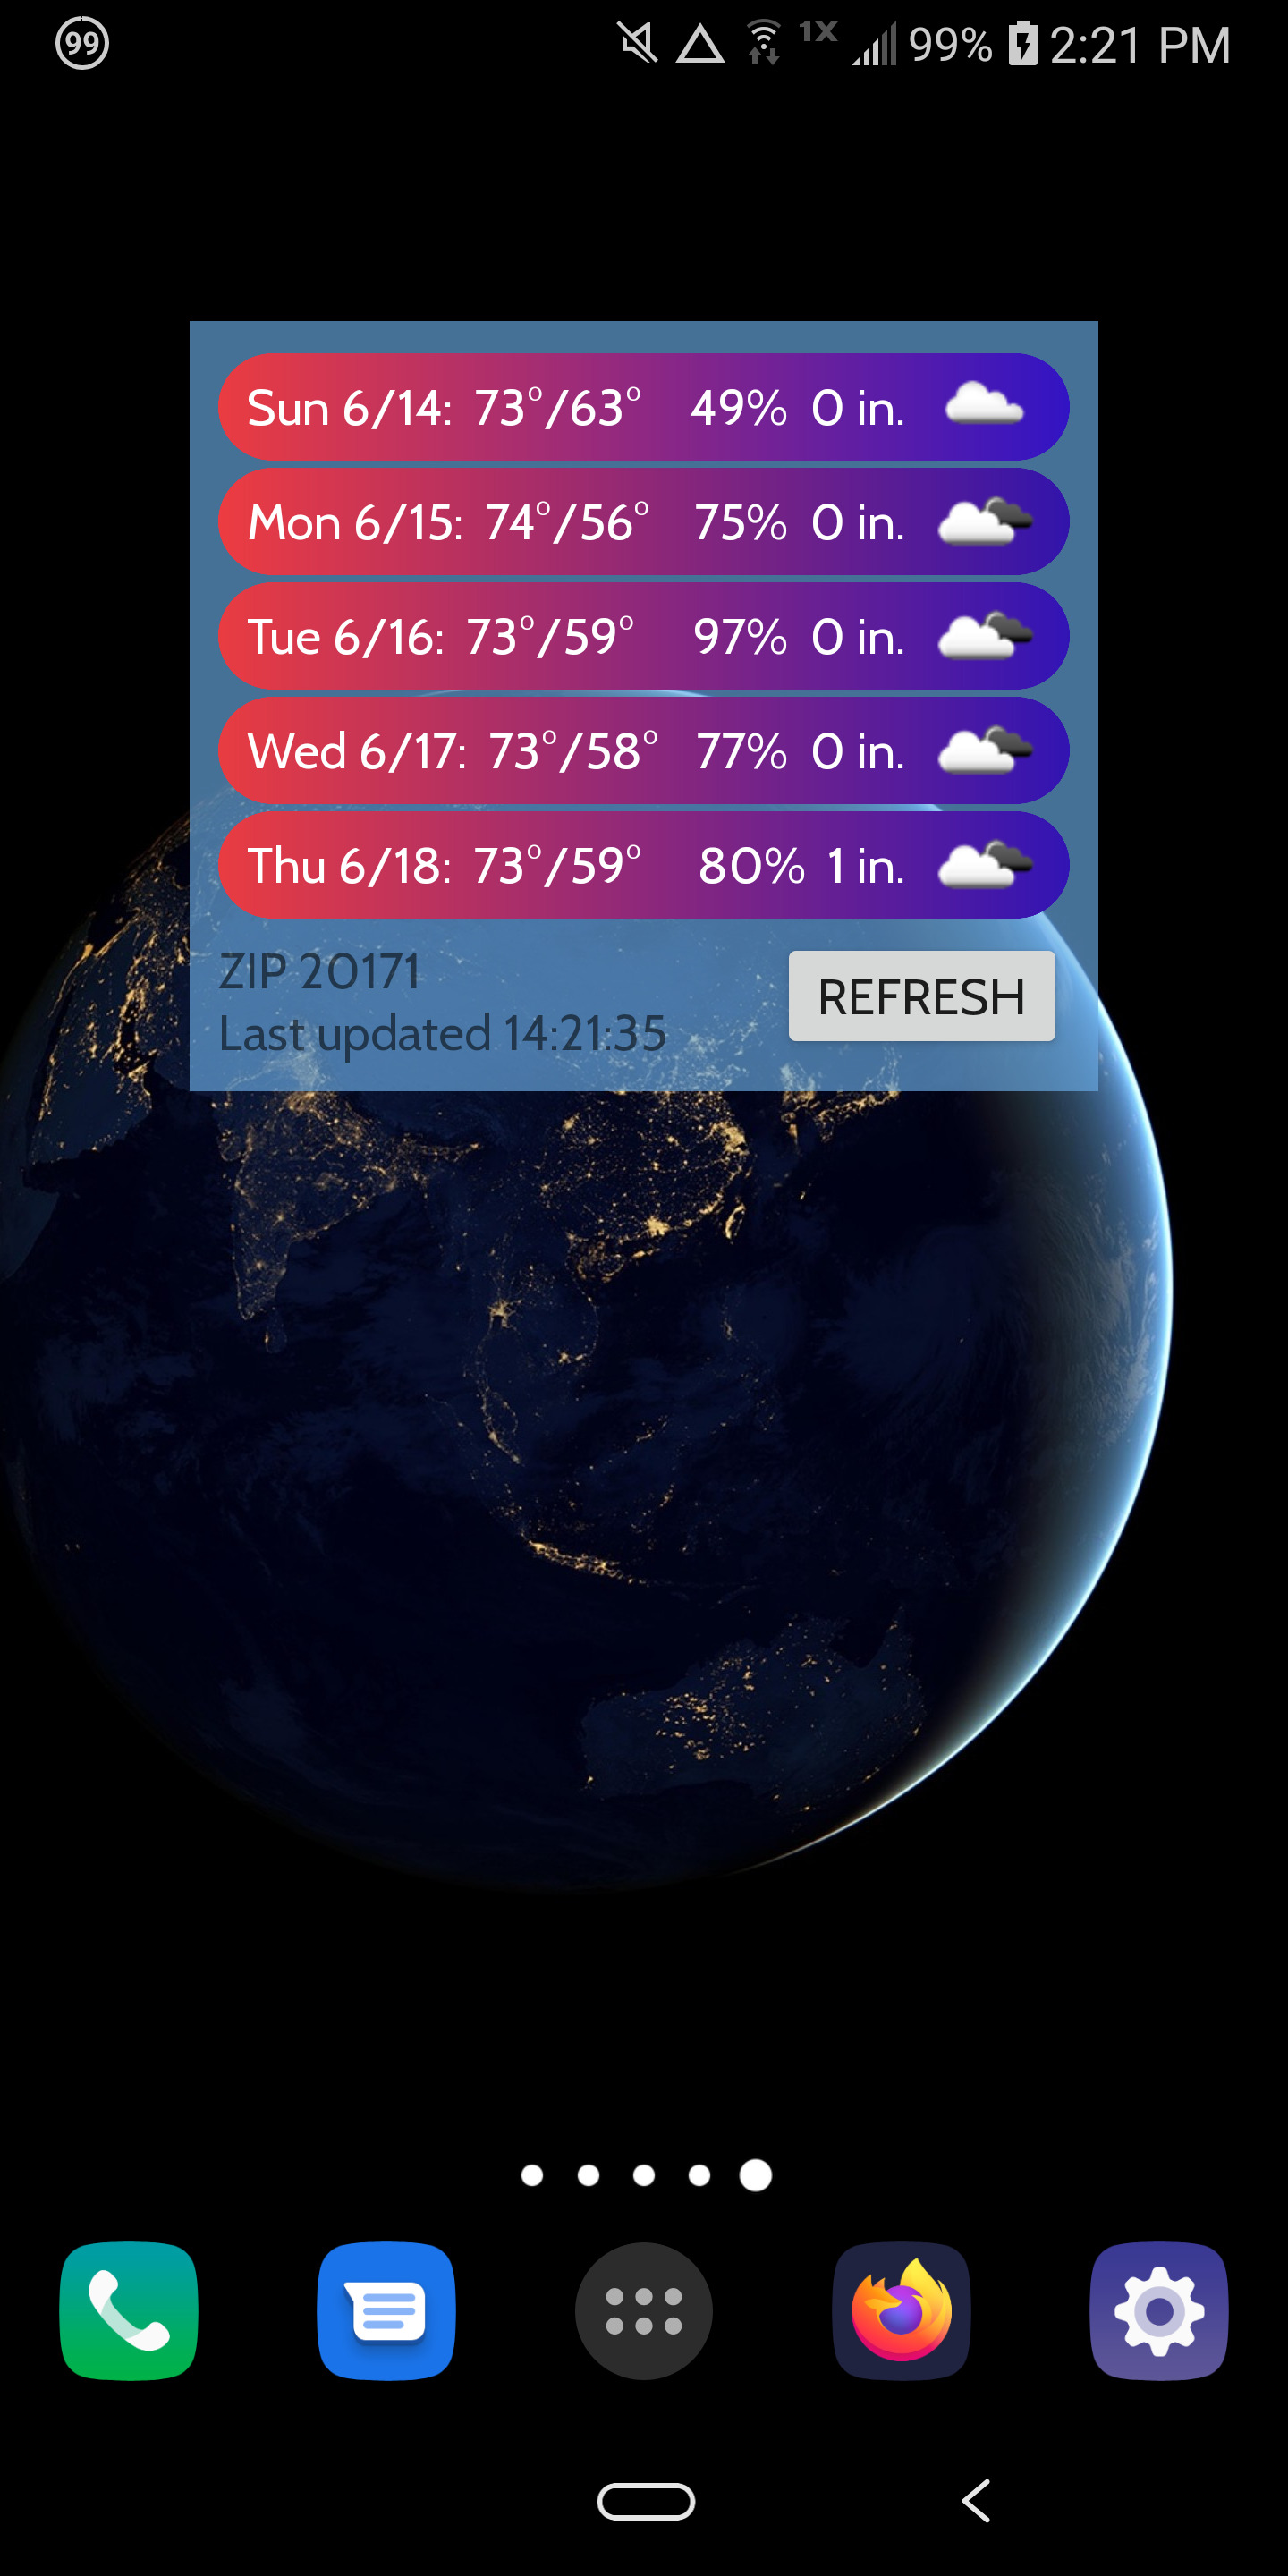 99 1X 99% 2:21 PM
Sun 6/14: 73°/63° 49% 0 in.
Mon 6/15: 74°/56° 75% 0 in.
Tue 6/16: 73°/59° 97% 0 in.
Wed 6/17: 73°/58° 77% 0 in.
Thu 6/18: 73°/59° 80% 1 in.
ZIP 20171
REFRESH
Last updated 14:21:35